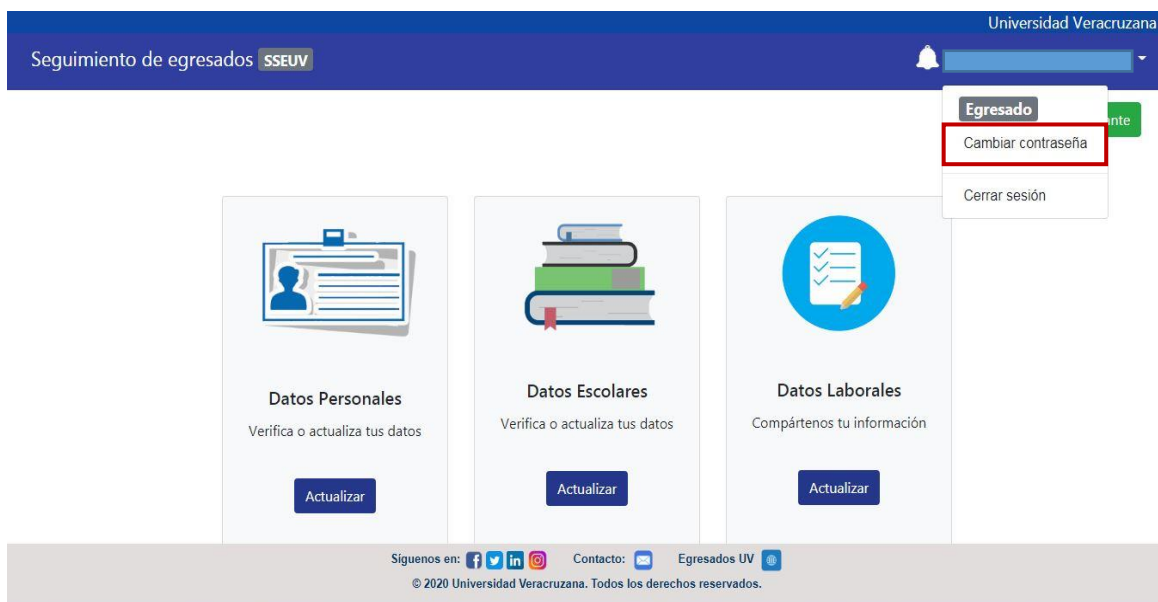 Universidad Veracruzana
Seguimiento de egresados SSEUV
Egresado
nte
Cambiar contraseña
Cerrar sesión
Datos Personales
Verifica o actualiza tus datos
Actualizar
Datos Escolares
Verifica o actualiza tus datos
Actualizar
Datos Laborales
Compártenos tu información
Actualizar
Síguenos en: Contacto: Egresados UV
© 2020 Universidad Veracruzana. Todos los derechos reservados.